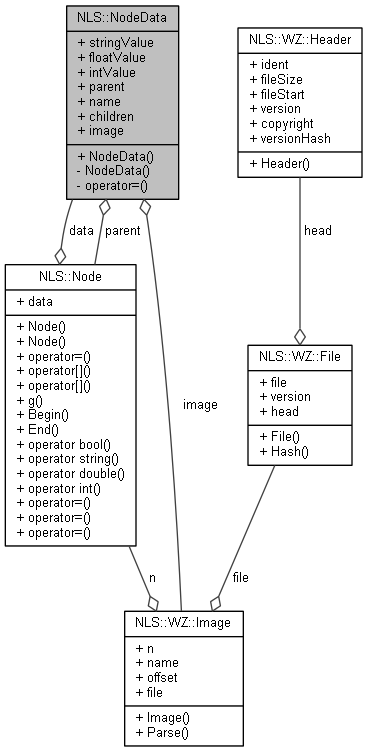 NLS::NodeData
+ stringValue
+ floatValue
+ intValue
+ parent
+ name
+ children
+ image
+ NodeData()
- NodeData()
- operator=()
NLS::WZ::Header
+ ident
+ fileSize
+ fileStart
+ version
+ copyright
+ versionHash
+ Header()
data
parent
head
NLS::Node
+ data
+ Node()
+ Node()
+ operator=()
+ operator[]()
+ operator[]()
+ g()
+ Begin()
+ End()
+ operator bool()
+ operator string()
+ operator double()
+ operator int()
+ operator=()
+ operator=()
+ operator=()
NLS::WZ::File
+ file
+ version
+ head
+ File()
+ Hash()
image
n
file
NLS::WZ::Image
+ n
+ name
+ offset
+ file
+ Image()
+ Parse()